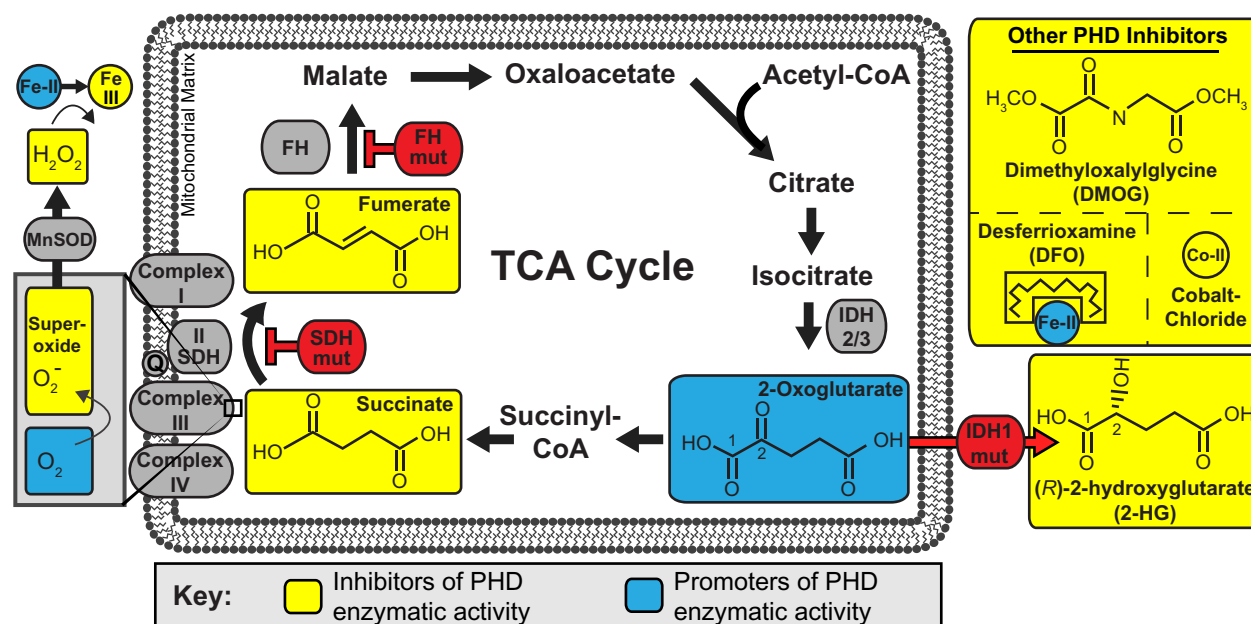 Mitochondrial Matrix
Malate
Oxaloacetate
Acetyl-CoA
Citrate
Isocitrate
IDH
2/3
TCA Cycle
FH
FH
mut
Fumerate
O
HO
OH
O
SDH
mut
Succinate
O
HO
OH
O
Succinyl-
CoA
2-Oxoglutarate
O
HO
1
2
OH
O
O
IDH1
mut
OH
HO
1
2
OH
O
O
(R)-2-hydroxyglutarate
(2-HG)
Fe-II
Fe
III
H2O2
MnSOD
Super-
oxide
O2-
O2
Complex
I
II
SDH
Q
Complex
III
Complex
IV
Other PHD Inhibitors
O
H3CO
N
OCH3
O
O
Dimethyloxalylglycine
(DMOG)
Desferrioxamine
(DFO)
Fe-II
Co-II
Cobalt-
Chloride
Key:
Inhibitors of PHD
enzymatic activity
Promoters of PHD
enzymatic activity